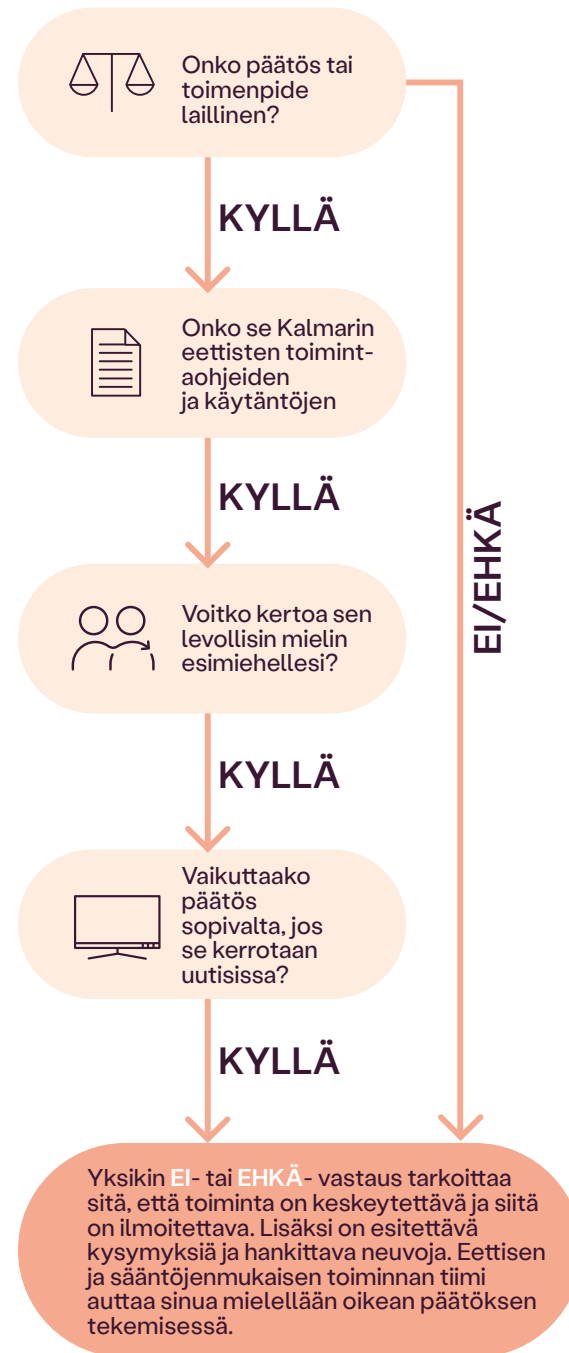 Onko päätös tai
toimenpide
laillinen?
KYLLÄ
Onko se Kalmarin
eettisten toimint-
aohjeiden
ja käytäntöjen
KYLLÄ
EI/EHKÄ
Voitko kertoa sen
levollisin mielin
esimiehellesi?
KYLLÄ
Vaikuttaako
päätös
sopivalta, jos
se kerrotaan
uutisissa?
KYLLÄ
Yksikin EI- tai EHKÄ- vastaus tarkoittaa
sitä, että toiminta on keskeytettävä ja siitä
on ilmoitettava. Lisäksi on esitettävä
kysymyksiä ja hankittava neuvoja. Eettisen
ja sääntöjenmukaisen toiminnan tiimi
auttaa sinua mielellään oikean päätöksen
tekemisessä.